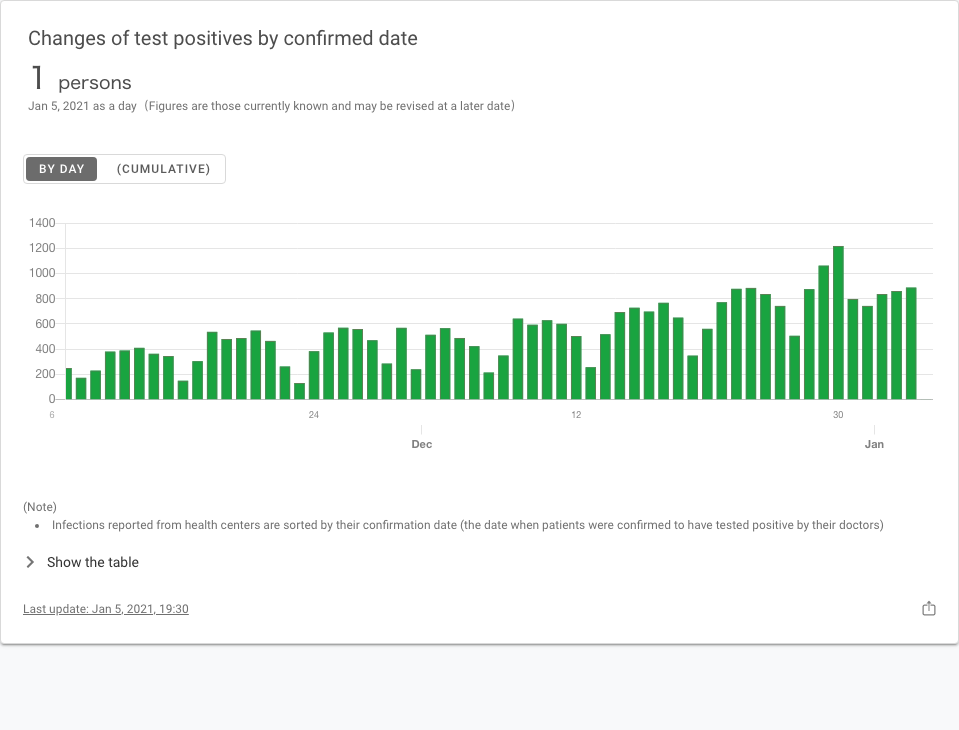 Changes of test positives by confirmed date
1 persons
Jan 5, 2021 as a day（Figures are those currently known and may be revised at a later date）
BY DAY (CUMULATIVE)
1400
1200
1000
800
600
400
200
0
6 24 12 30
Dec Jan
(Note)
• Infections reported from health centers are sorted by their confirmation date (the date when patients were confirmed to have tested positive by their doctors)
Show the table
Last update: Jan 5, 2021, 19:30